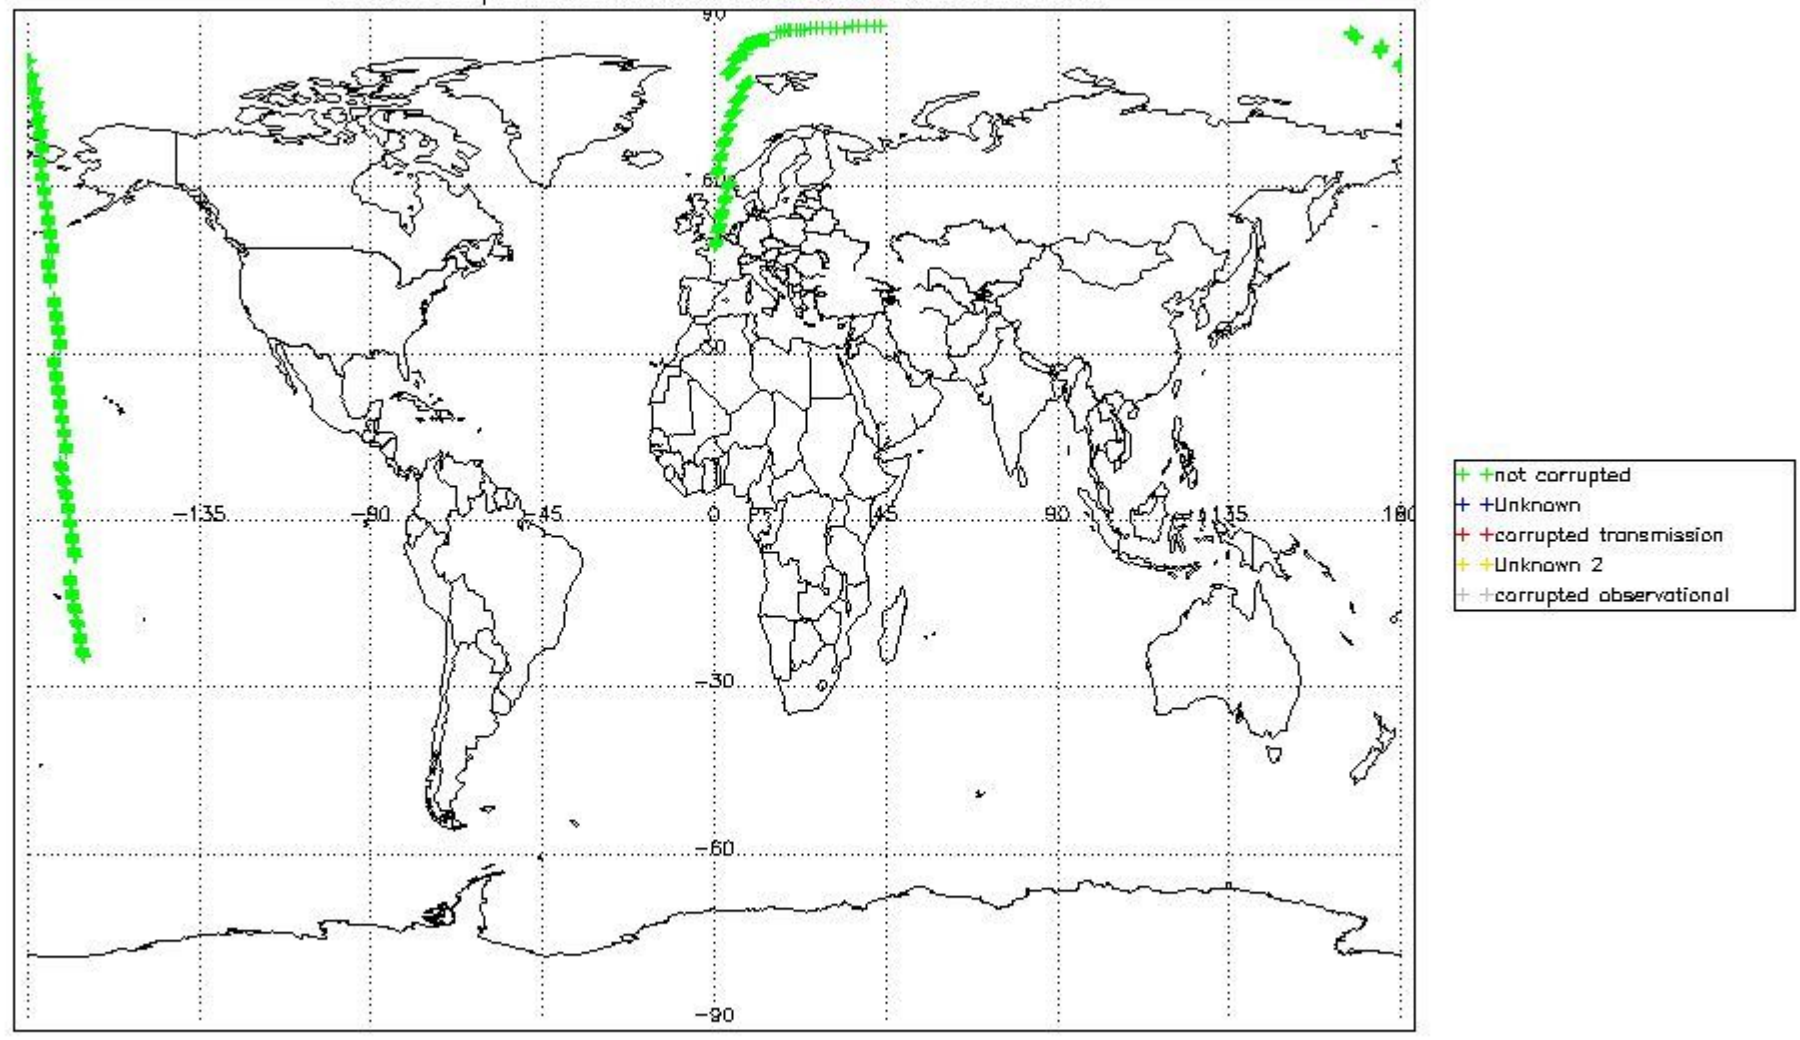 90
60
30
-135 -90 -45 0 45 90 135 180
-30
-60
-90
not corrupted
Unknown
corrupted transmission
Unknown 2
corrupted observational